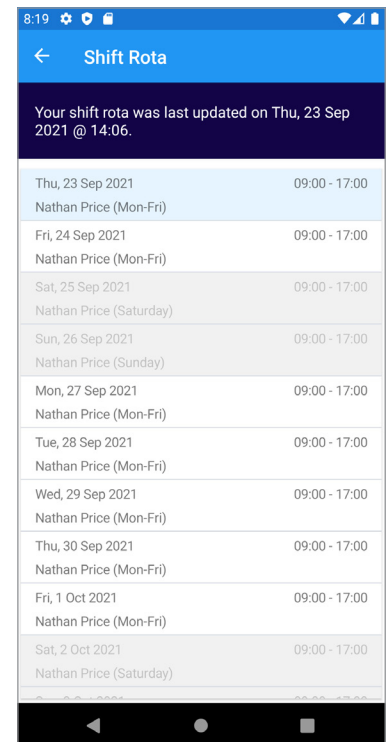 8:19
Shift Rota
Your shift rota was last updated on Thu, 23 Sep
2021 @ 14:06.
Thu, 23 Sep 2021 09:00 - 17:00
Nathan Price (Mon-Fri)
Fri, 24 Sep 2021 09:00 - 17:00
Nathan Price (Mon-Fri)
Sat, 25 Sep 2021 09:00 - 17:00
Nathan Price (Saturday)
Sun, 26 Sep 2021 09:00 - 17:00
Nathan Price (Sunday)
Mon, 27 Sep 2021 09:00 - 17:00
Nathan Price (Mon-Fri)
Tue, 28 Sep 2021 09:00 - 17:00
Nathan Price (Mon-Fri)
Wed, 29 Sep 2021 09:00 - 17:00
Nathan Price (Mon-Fri)
Thu, 30 Sep 2021 09:00 - 17:00
Nathan Price (Mon-Fri)
Fri, 1 Oct 2021 09:00 - 17:00
Nathan Price (Mon-Fri)
Sat, 2 Oct 2021 09:00 - 17:00
Nathan Price (Saturday)